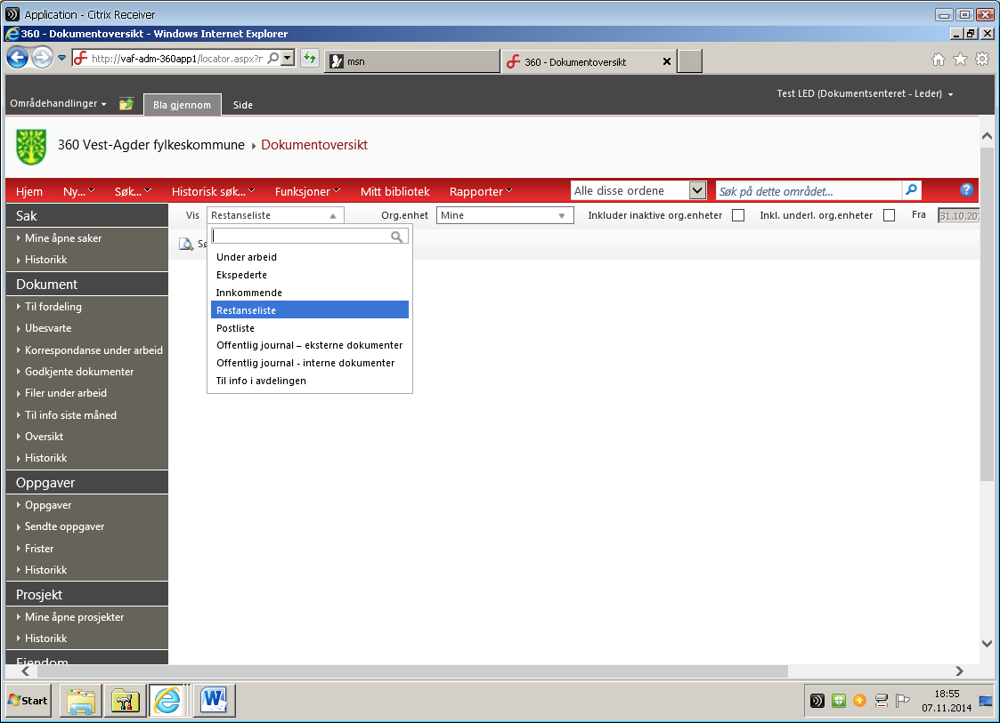 Application - Citrix Receiver
360 - Dokumentoversikt - Windows Internet Explorer
http://vaf-adm-360app1/locator.aspx?r
msn
360 - Dokumentoversikt
Områdehandlinger
Bla gjennom
Side
Test LED (Dokumentsenteret - Leder)
360 Vest-Agder fylkeskommune
Dokumentoversikt
Hjem
Ny...
Søk...
Historisk søk...
Funksjoner
Mitt bibliotek
Rapporter
Alle disse ordene
Søk på dette området...
Sak
Mine åpne saker
Historikk
Dokument
Til fordeling
Ubesvarte
Korrespondanse under arbeid
Godkjente dokumenter
Filer under arbeid
Til info siste måned
Oversikt
Historikk
Oppgaver
Oppgaver
Sendte oppgaver
Frister
Historikk
Prosjekt
Mine åpne prosjekter
Historikk
Eiendom
Vis
Restanseliste
Org.enhet
Mine
Inkluder inaktive org.enheter
Inkl. underl. org.enheter
Fra
31.10.20
Sø
Under arbeid
Ekspederte
Innkommende
Restanseliste
Postliste
Offentlig journal – eksterne dokumenter
Offentlig journal - interne dokumenter
Til info i avdelingen
Start
18:55
07.11.2014